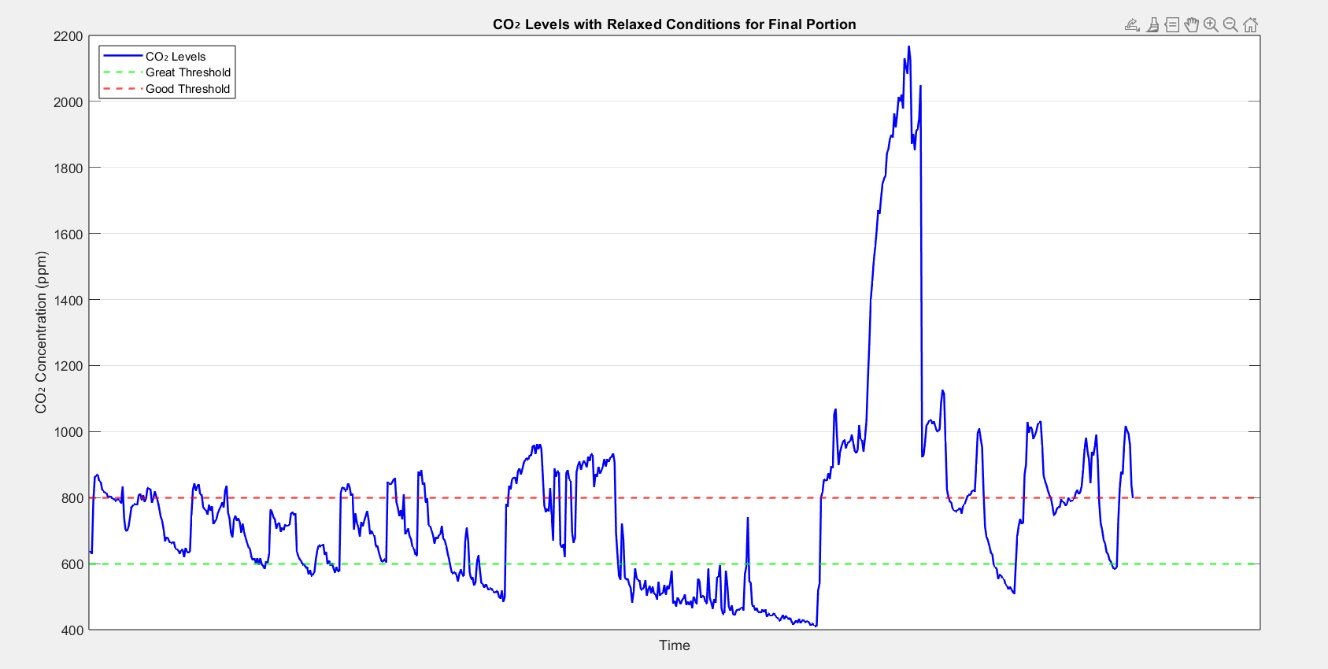 CO₂ Levels with Relaxed Conditions for Final Portion
2200
2000
1800
1600
1400
1200
1000
800
600
400
CO₂ Concentration (ppm)
CO₂ Levels
Great Threshold
Good Threshold
Time